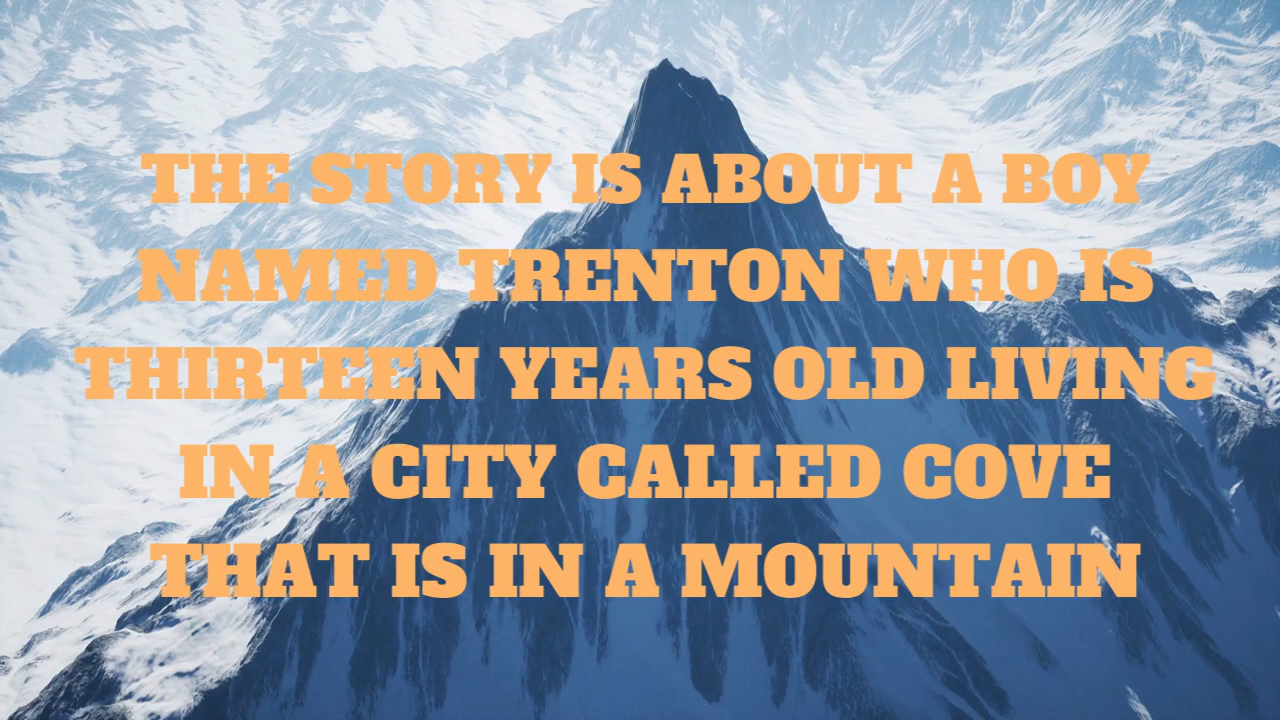 THE STORY IS ABOUT A BOY
NAMED TRENTON WHO IS
THIRTEEN YEARS OLD LIVING
IN A CITY CALLED COVE
THAT IS IN A MOUNTAIN